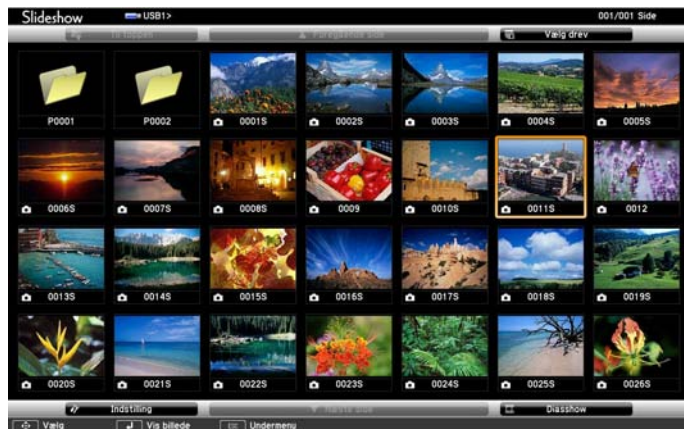 Slideshow USB1> 001/001 Side
Til toppen ▲ Foregående side Vælg drev
P0001 P0002 0001S 0002S 0003S 0004S 0005S
0006S 0007S 0008S 0009 0010S 0011S 0012
0013S 0014S 0015S 0016S 0017S 0018S 0019S
0020S 0021S 0022S 0023S 0024S 0025S 0026S
Indstilling ▼ Næste side Diasshow
Vælg Vis billede ESC Undermenu